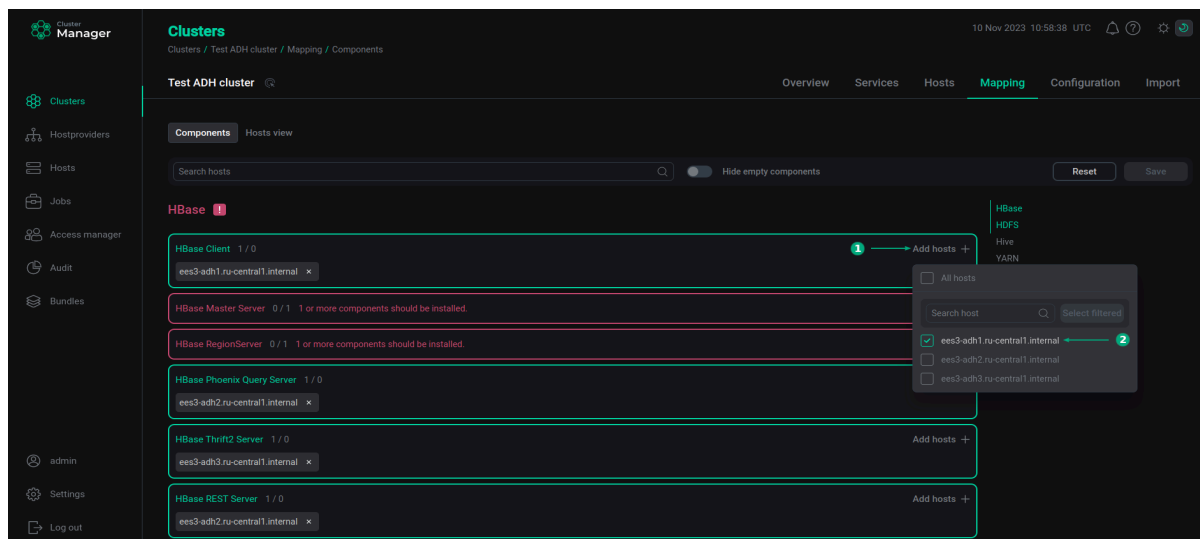 Cluster
Manager
Clusters
Hostproviders
Hosts
Jobs
Access manager
Audit
Bundles
admin
Settings
Log out
Clusters
Clusters / Test ADH cluster / Mapping / Components
10 Nov 2023 10:58:38 UTC
Test ADH cluster
Overview Services Hosts Mapping Configuration Import
Components Hosts view
Search hosts Hide empty components Reset Save
HBase !
HBase Client 1 / 0 1 Add hosts +
ees3-adh1.ru-central1.internal ×
HBase Master Server 0 / 1 1 or more components should be installed.
HBase RegionServer 0 / 1 1 or more components should be installed.
HBase Phoenix Query Server 1 / 0
ees3-adh2.ru-central1.internal ×
HBase Thrift2 Server 1 / 0 Add hosts +
ees3-adh3.ru-central1.internal ×
HBase REST Server 1 / 0 Add hosts +
ees3-adh2.ru-central1.internal ×
HBase
HDFS
Hive
YARN
All hosts
Search host Select filtered
ees3-adh1.ru-central1.internal 2
ees3-adh2.ru-central1.internal
ees3-adh3.ru-central1.internal